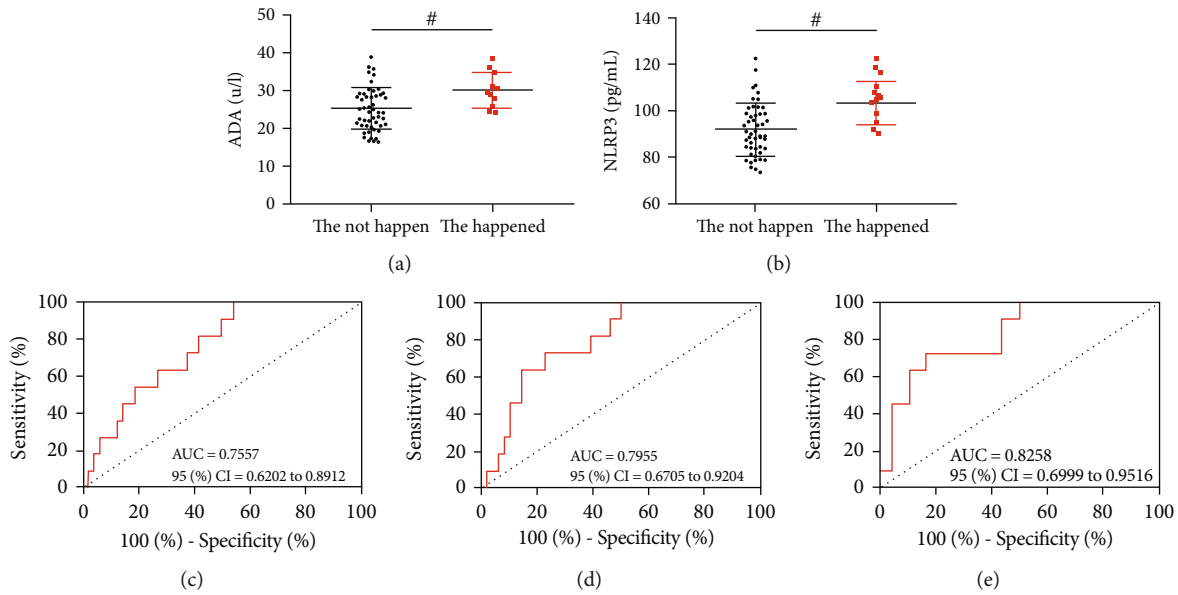 #
50
40
30
20
10
0
ADA (u/l)
The not happen The happened
(a)
#
140
120
100
80
60
NLRP3 (pg/mL)
The not happen The happened
(b)
100
80
60
40
20
0
Sensitivity (%)
AUC = 0.7557
95 (%) CI = 0.6202 to 0.8912
0 20 40 60 80 100
100 (%) - Specificity (%)
(c)
100
80
60
40
20
0
Sensitivity (%)
AUC = 0.7955
95 (%) CI = 0.6705 to 0.9204
0 20 40 60 80 100
100 (%) - Specificity (%)
(d)
100
80
60
40
20
0
Sensitivity (%)
AUC = 0.8258
95 (%) CI = 0.6999 to 0.9516
0 20 40 60 80 100
100 (%) - Specificity (%)
(e)